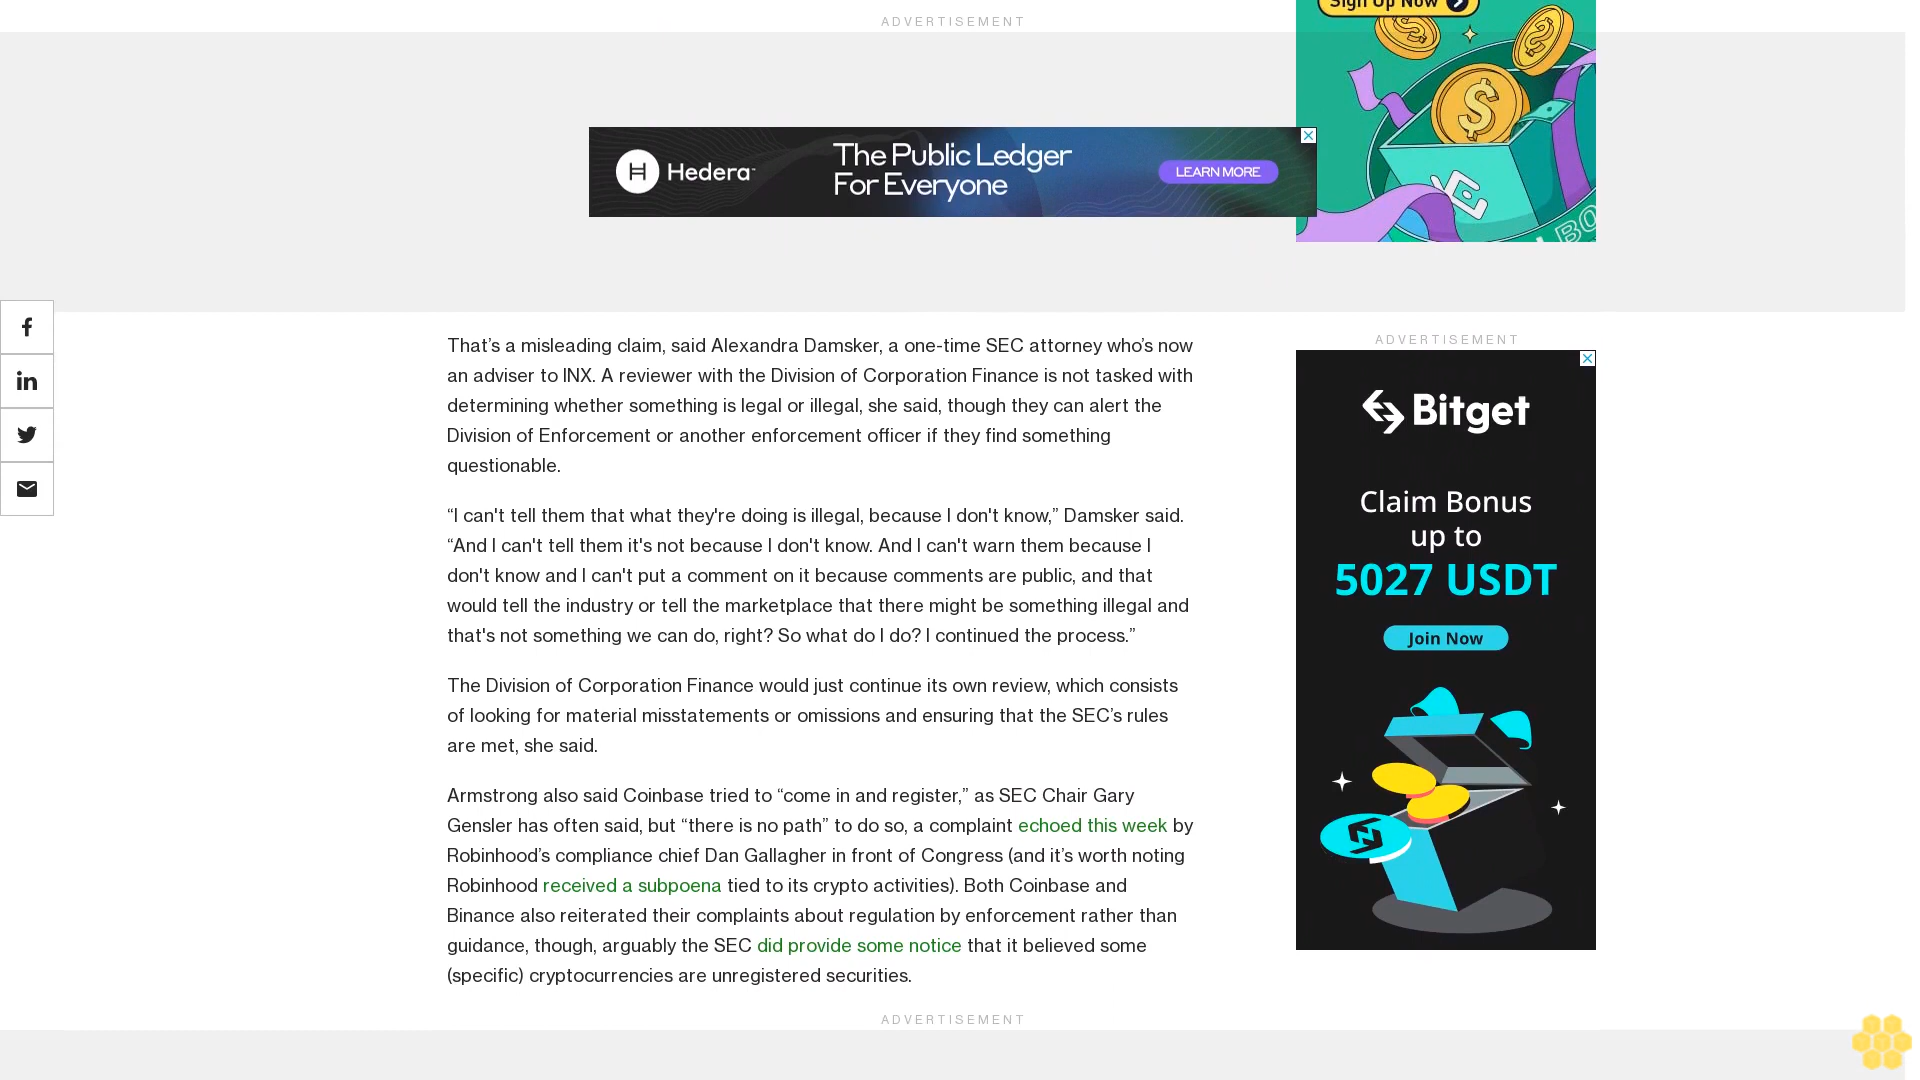 ADVERTISEMENT
Sign Up Now
Hedera
The Public Ledger
For Everyone
LEARN MORE
That’s a misleading claim, said Alexandra Damsker, a one-time SEC attorney who’s now
an adviser to INX. A reviewer with the Division of Corporation Finance is not tasked with
determining whether something is legal or illegal, she said, though they can alert the
Division of Enforcement or another enforcement officer if they find something
questionable.
“I can't tell them that what they're doing is illegal, because I don't know,” Damsker said.
“And I can't tell them it's not because I don't know. And I can't warn them because I
don't know and I can't put a comment on it because comments are public, and that
would tell the industry or tell the marketplace that there might be something illegal and
that's not something we can do, right? So what do I do? I continued the process.”
The Division of Corporation Finance would just continue its own review, which consists
of looking for material misstatements or omissions and ensuring that the SEC’s rules
are met, she said.
Armstrong also said Coinbase tried to “come in and register,” as SEC Chair Gary
Gensler has often said, but “there is no path” to do so, a complaint echoed this week by
Robinhood’s compliance chief Dan Gallagher in front of Congress (and it’s worth noting
Robinhood received a subpoena tied to its crypto activities). Both Coinbase and
Binance also reiterated their complaints about regulation by enforcement rather than
guidance, though, arguably the SEC did provide some notice that it believed some
(specific) cryptocurrencies are unregistered securities.
ADVERTISEMENT
Bitget
Claim Bonus
up to
5027 USDT
Join Now
ADVERTISEMENT